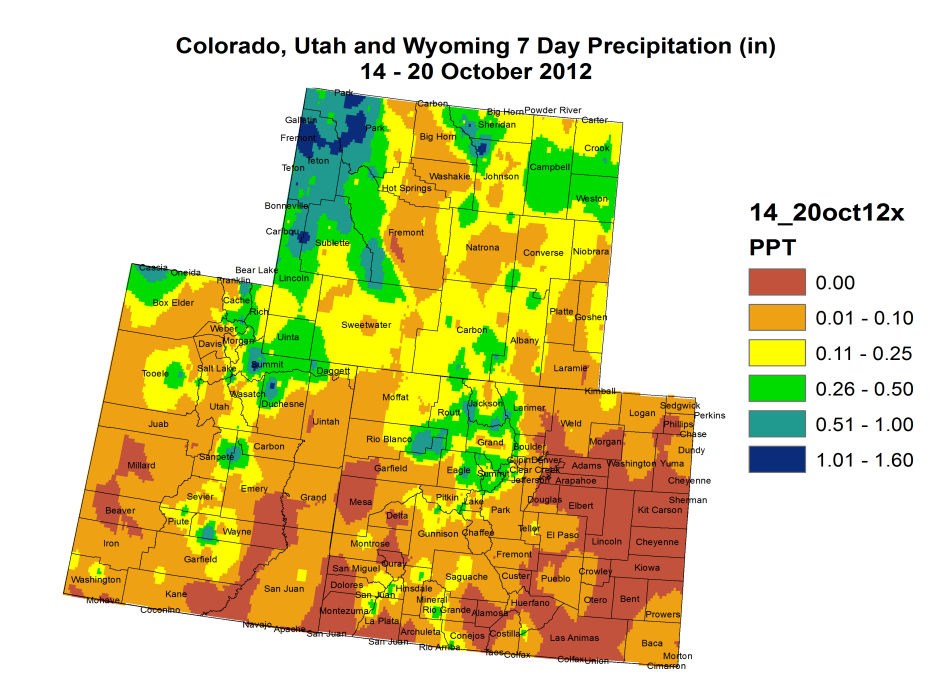 Colorado, Utah and Wyoming 7 Day Precipitation (in)
14 - 20 October 2012
Park
Carbon
Big Horn
Powder River
Carter
Gallatin
Park
Sheridan
Fremont
Big Horn
Crook
Teton
Teton
Campbell
Washakie
Johnson
Hot Springs
Weston
Bonneville
Caribou
Sublette
Fremont
Natrona
Converse
Niobrara
Cassia
Oneida
Bear Lake
Franklin
Lincoln
Box Elder
Cache
Rich
Platte
Goshen
Weber
Morgan
Davis
Uinta
Sweetwater
Carbon
Albany
Tooele
Salt Lake
Summit
Daggett
Laramie
Wasatch
Utah
Duchesne
Moffat
Kimball
Jackson
Routt
Larimer
Logan
Sedgwick
Perkins
Juab
Uintah
Weld
Phillips
Chase
Rio Blanco
Grand
Boulder
Morgan
Dundy
Sanpete
Carbon
Gilpin
Denver
Millard
Garfield
Eagle
Summit
Clear Creek
Adams
Washington
Yuma
Jefferson
Arapahoe
Cheyenne
Emery
Sevier
Grand
Mesa
Pitkin
Lake
Park
Douglas
Elbert
Sherman
Kit Carson
Beaver
Piute
Wayne
Delta
Gunnison
Chaffee
Teller
El Paso
Lincoln
Cheyenne
Iron
Garfield
Montrose
Fremont
Ouray
San Miguel
Saguache
Custer
Pueblo
Crowley
Kiowa
Washington
Kane
San Juan
Dolores
San Juan
Hinsdale
Mineral
Otero
Bent
Mohave
Coconino
Montezuma
Rio Grande
Alamosa
Huerfano
Prowers
La Plata
Navajo
Apache
San Juan
Archuleta
Conejos
Costilla
Las Animas
Baca
San Juan
Rio Arriba
Taos
Colfax
Colfax
Union
Morton
Cimarron
14_20oct12x
PPT
0.00
0.01 - 0.10
0.11 - 0.25
0.26 - 0.50
0.51 - 1.00
1.01 - 1.60